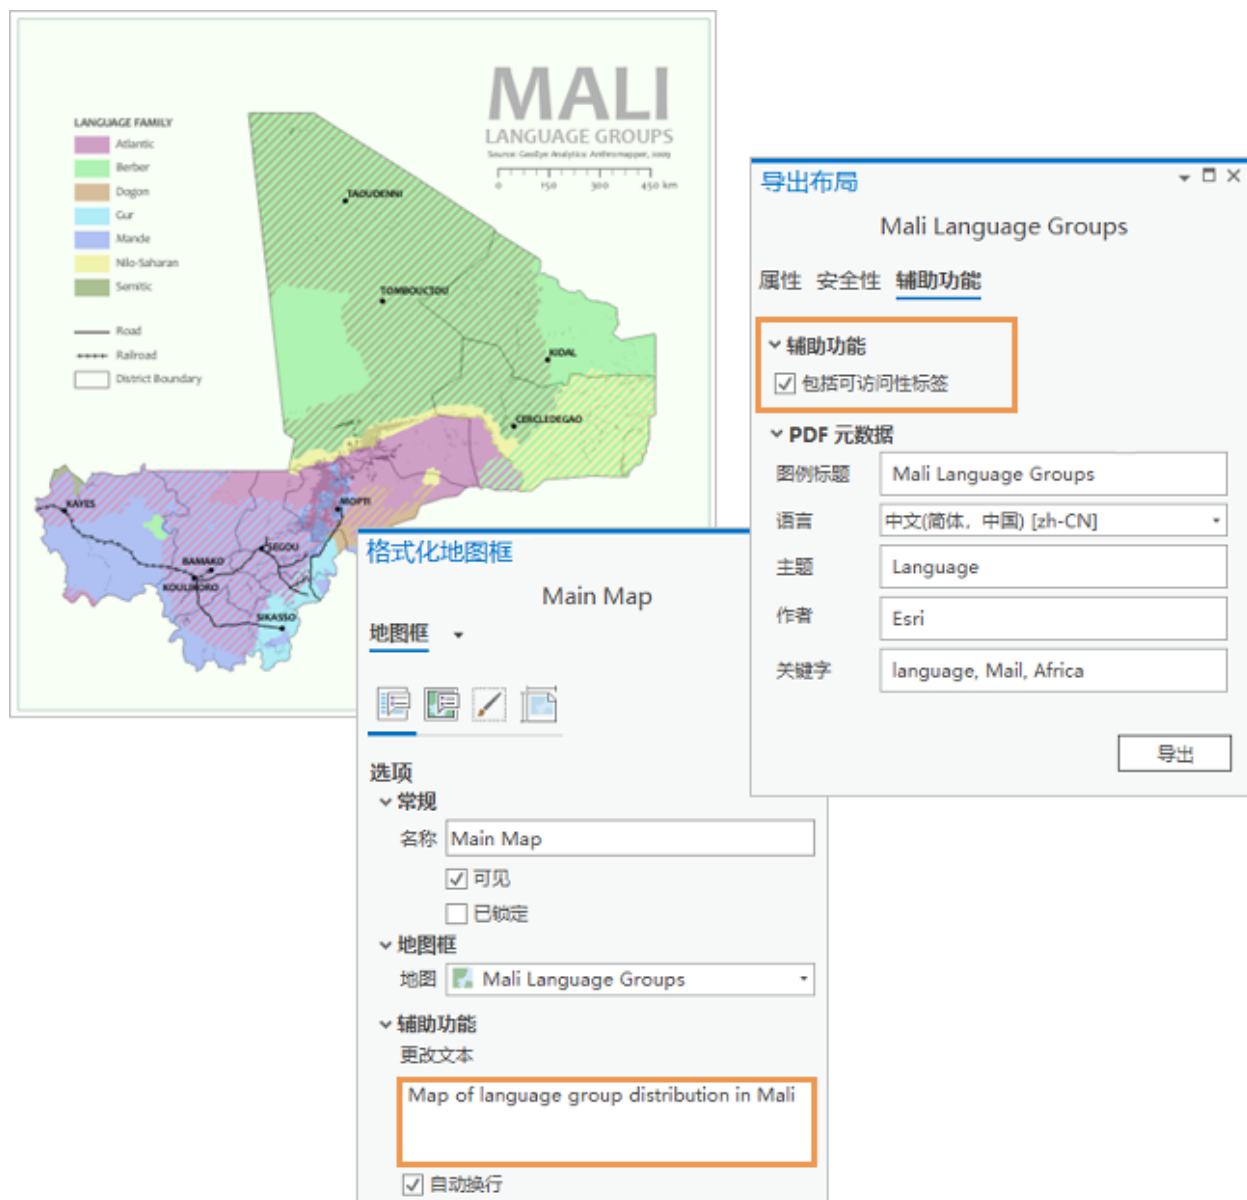 MALI
LANGUAGE GROUPS
Source: GeoEye Analytics: Anthromapper, 2009
0 150 300 450 km
LANGUAGE FAMILY
Atlantic
Berber
Dogon
Gur
Mande
Nilo-Saharan
Semitic
Road
Railroad
District Boundary
TAOUDENNI
TOMBOUCTOU
KIDAL
CERCLEDEGAO
KAYES
MOPTI
SEGOU
BAMAKO
KOULIKORO
SIKASSO
导出布局
Mali Language Groups
属性 安全性 辅助功能
辅助功能
包括可访问性标签
PDF 元数据
图例标题 Mali Language Groups
语言 中文(简体，中国) [zh-CN]
主题 Language
作者 Esri
关键字 language, Mail, Africa
导出
格式化地图框
Main Map
地图框
选项
常规
名称 Main Map
可见
已锁定
地图框
地图 Mali Language Groups
辅助功能
更改文本
Map of language group distribution in Mali
自动换行